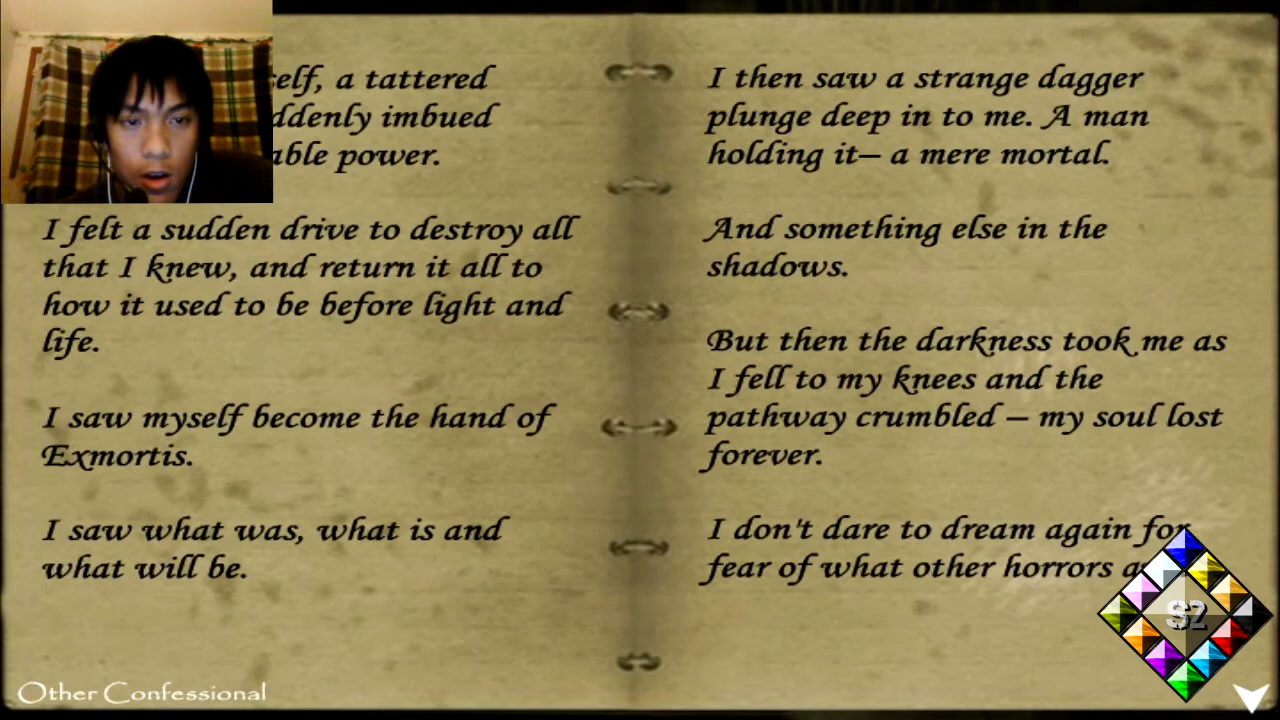 self, a tattered
suddenly imbued
able power.
I felt a sudden drive to destroy all
that I knew, and return it all to
how it used to be before light and
life.
I saw myself become the hand of
Exmortis.
I saw what was, what is and
what will be.
I then saw a strange dagger
plunge deep in to me. A man
holding it— a mere mortal.
And something else in the
shadows.
But then the darkness took me as
I fell to my knees and the
pathway crumbled — my soul lost
forever.
I don't dare to dream again for
fear of what other horrors
Other Confessional
S2